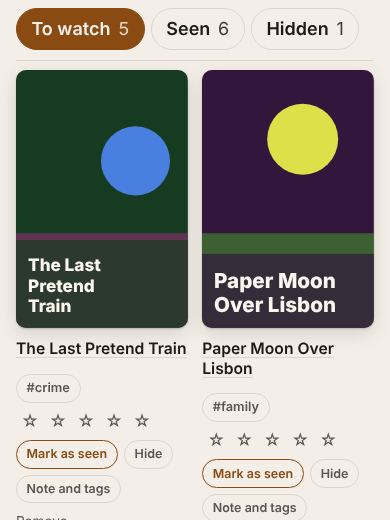 To watch 5
Seen 6
Hidden 1
The Last
Pretend
Train
Paper Moon
Over Lisbon
The Last Pretend Train
#crime
☆ ☆ ☆ ☆ ☆
Mark as seen
Hide
Note and tags
Remove
Paper Moon Over
Lisbon
#family
☆ ☆ ☆ ☆ ☆
Mark as seen
Hide
Note and tags